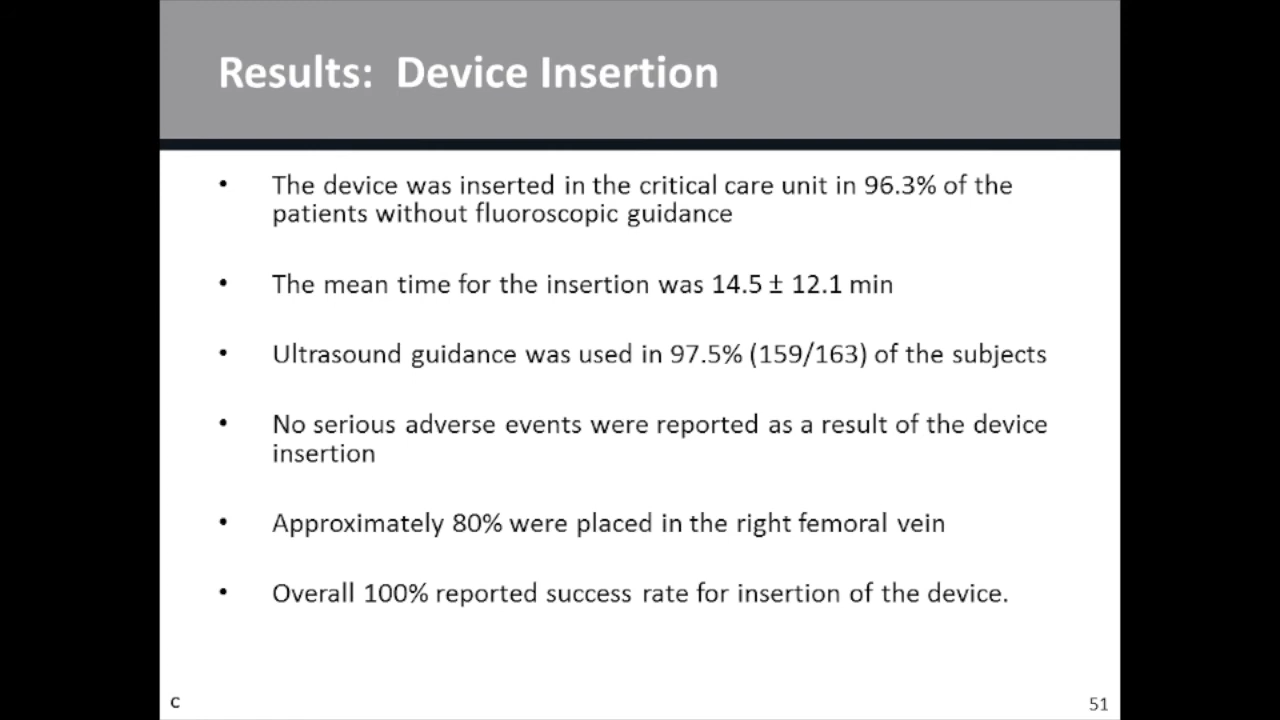 Results:  Device Insertion
• The device was inserted in the critical care unit in 96.3% of the
patients without fluoroscopic guidance
• The mean time for the insertion was 14.5 ± 12.1 min
• Ultrasound guidance was used in 97.5% (159/163) of the subjects
• No serious adverse events were reported as a result of the device
insertion
• Approximately 80% were placed in the right femoral vein
• Overall 100% reported success rate for insertion of the device.
C
51